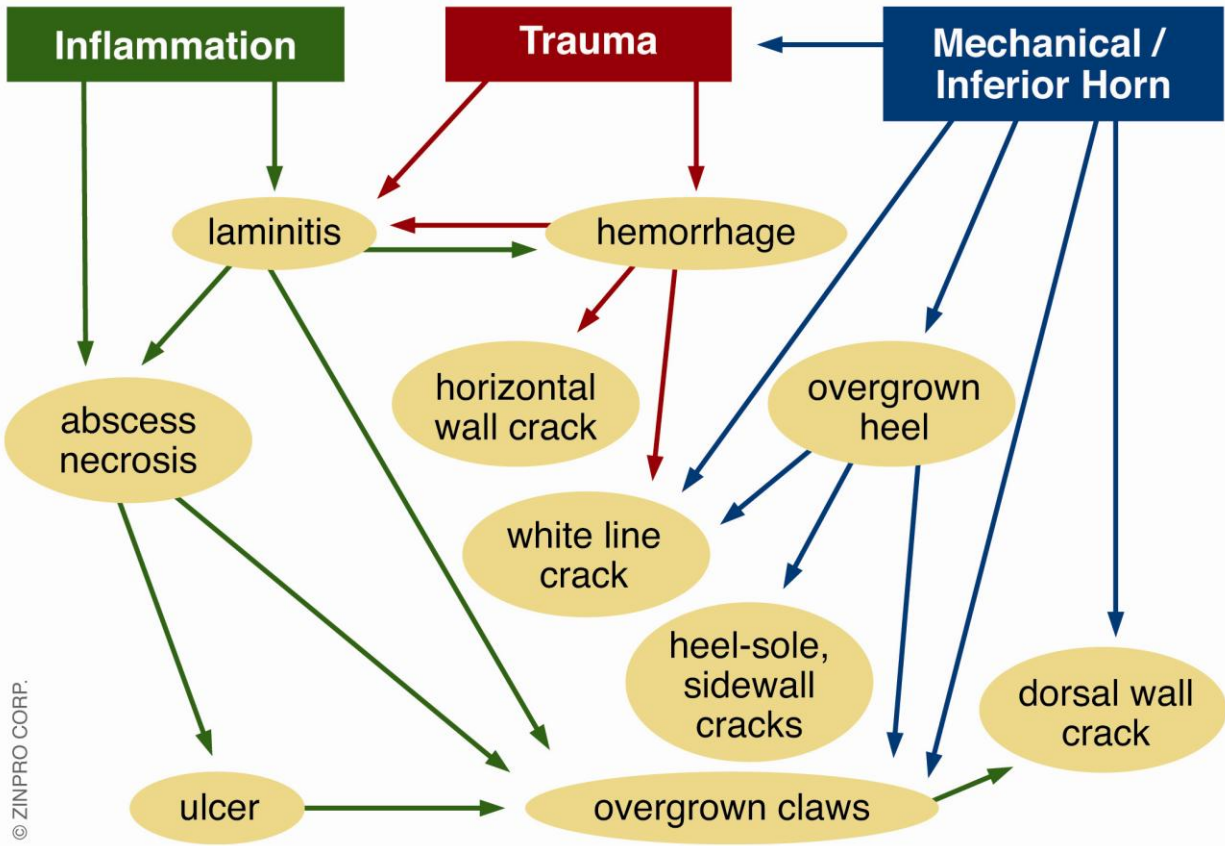 Inflammation
Trauma
Mechanical /
Inferior Horn
laminitis
hemorrhage
horizontal
wall crack
overgrown
heel
abscess
necrosis
white line
crack
heel-sole,
sidewall
cracks
dorsal wall
crack
ulcer
overgrown claws
© ZINPRO CORP.